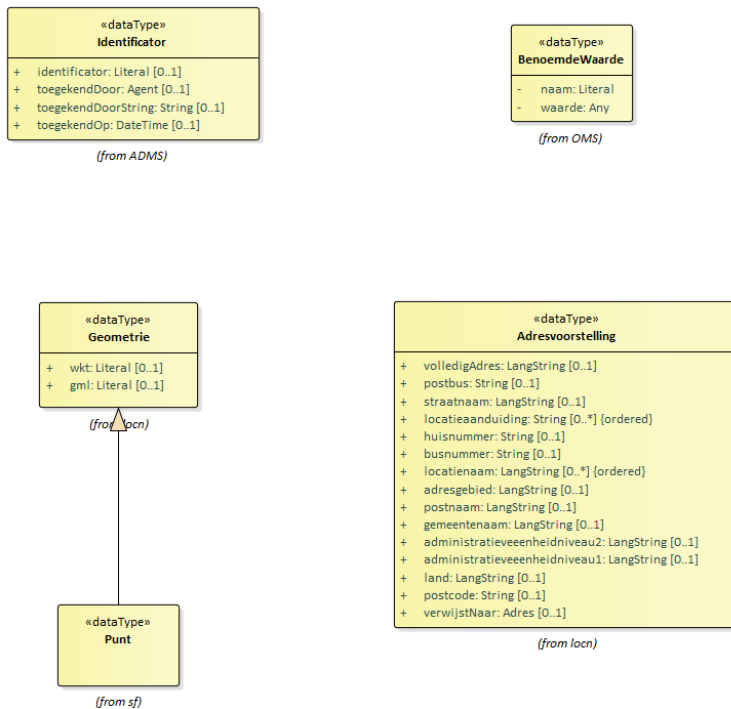 «dataType»
Identificator
+ identificator: Literal [0..1]
+ toegekendDoor: Agent [0..1]
+ toegekendDoorString: String [0..1]
+ toegekendOp: DateTime [0..1]
(from ADMS)
«dataType»
BenoemdeWaarde
- naam: Literal
- waarde: Any
(from OMS)
«dataType»
Geometrie
+ wkt: Literal [0..1]
+ gml: Literal [0..1]
(from locn)
«dataType»
Punt
(from sf)
«dataType»
Adresvoorstelling
+ volledigAdres: LangString [0..1]
+ postbus: String [0..1]
+ straatnaam: LangString [0..1]
+ locatieaanduiding: String [0..*] {ordered}
+ huisnummer: String [0..1]
+ busnummer: String [0..1]
+ locatienaam: LangString [0..*] {ordered}
+ adresgebied: LangString [0..1]
+ postnaam: LangString [0..1]
+ gemeentenaam: LangString [0..1]
+ administratieveeenheidniveau2: LangString [0..1]
+ administratieveeenheidniveau1: LangString [0..1]
+ land: LangString [0..1]
+ postcode: String [0..1]
+ verwijstNaar: Adres [0..1]
(from locn)